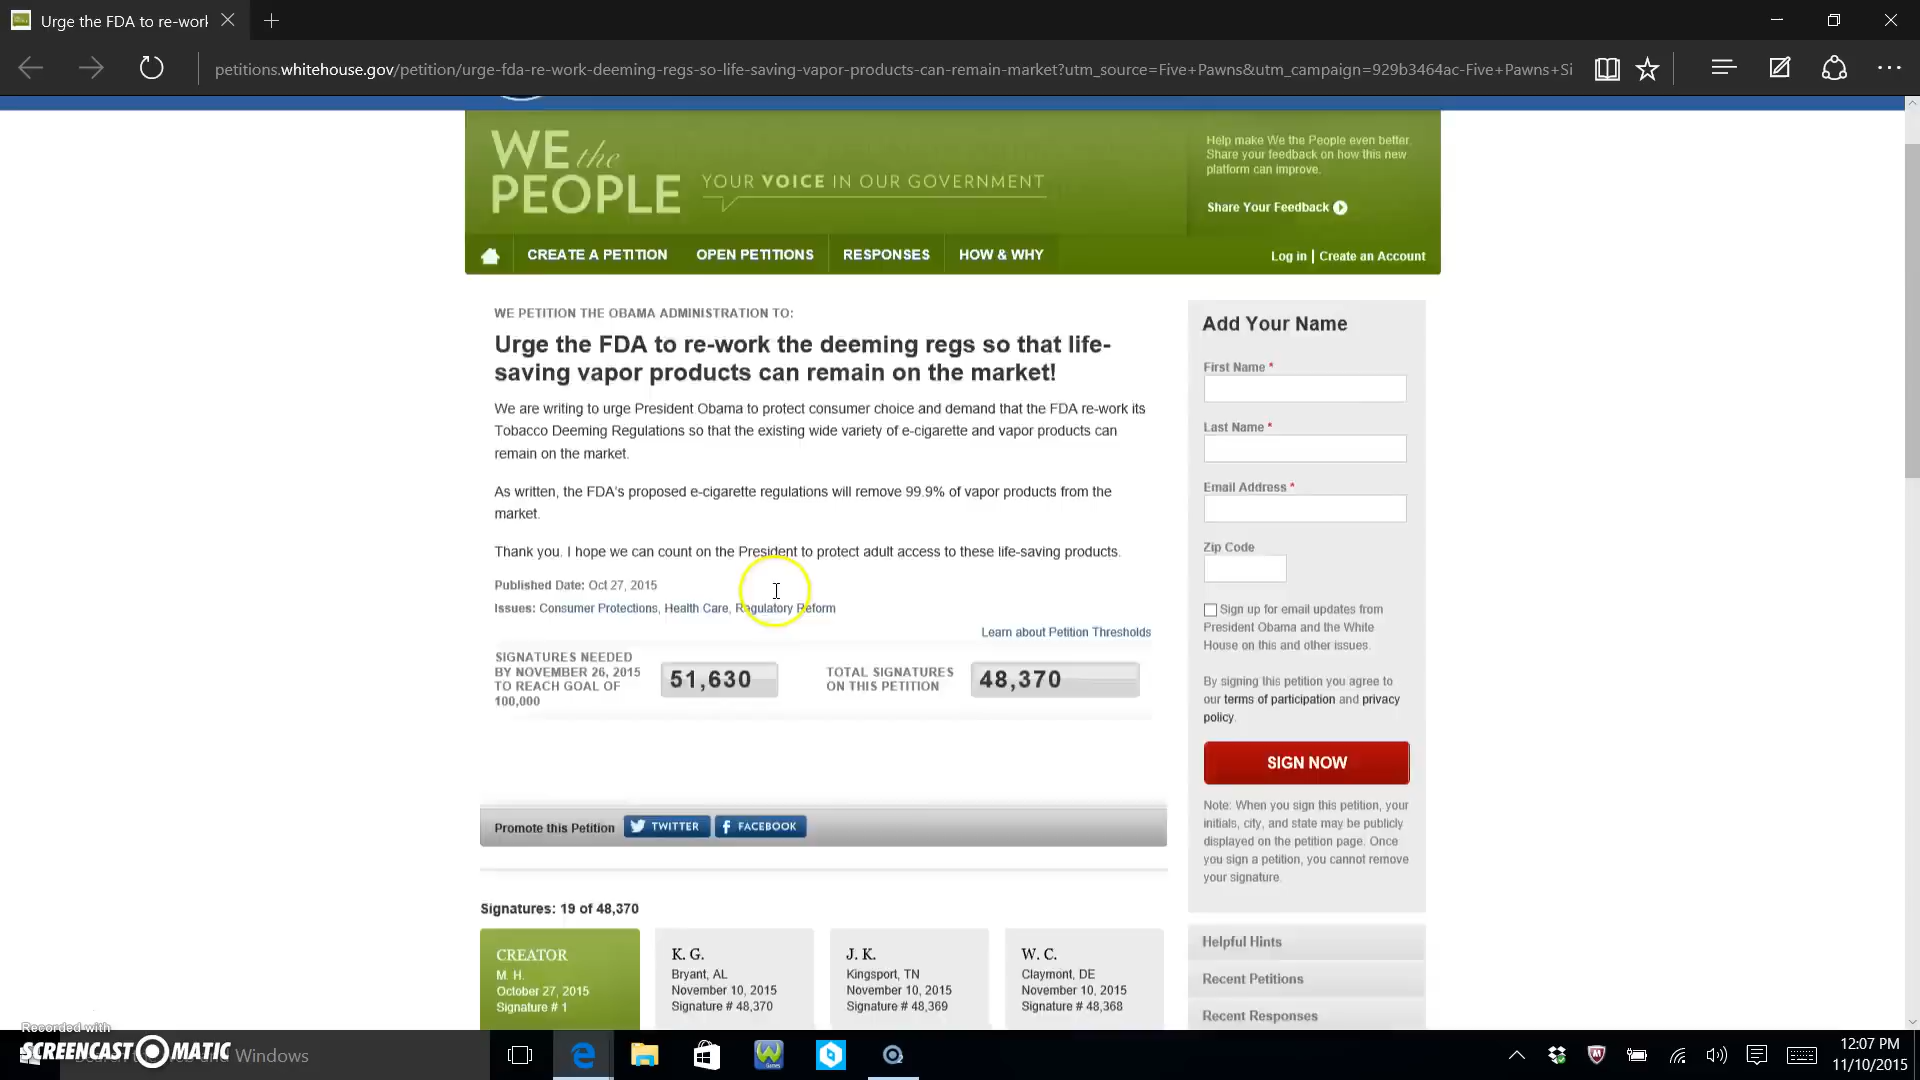 Urge the FDA to re-work
petitions.whitehouse.gov/petition/urge-fda-re-work-deeming-regs-so-life-saving-vapor-products-can-remain-market?utm_source=Five+Pawns&utm_campaign=929b3464ac-Five+Pawns+Si
WE the
PEOPLE
YOUR VOICE IN OUR GOVERNMENT
Help make We the People even better.
Share your feedback on how this new
platform can improve.
Share Your Feedback
CREATE A PETITION OPEN PETITIONS RESPONSES HOW & WHY
Log in | Create an Account
WE PETITION THE OBAMA ADMINISTRATION TO:
Urge the FDA to re-work the deeming regs so that life-
saving vapor products can remain on the market!
We are writing to urge President Obama to protect consumer choice and demand that the FDA re-work its
Tobacco Deeming Regulations so that the existing wide variety of e-cigarette and vapor products can
remain on the market.
As written, the FDA's proposed e-cigarette regulations will remove 99.9% of vapor products from the
market.
Thank you. I hope we can count on the President to protect adult access to these life-saving products.
Published Date: Oct 27, 2015
Issues: Consumer Protections, Health Care, Regulatory Reform
Learn about Petition Thresholds
SIGNATURES NEEDED
BY NOVEMBER 26, 2015
TO REACH GOAL OF
100,000
51,630
TOTAL SIGNATURES
ON THIS PETITION
48,370
Promote this Petition TWITTER FACEBOOK
Signatures: 19 of 48,370
CREATOR
M. H.
October 27, 2015
Signature # 1
K. G.
Bryant, AL
November 10, 2015
Signature # 48,370
J. K.
Kingsport, TN
November 10, 2015
Signature # 48,369
W. C.
Claymont, DE
November 10, 2015
Signature # 48,368
Add Your Name
First Name *
Last Name *
Email Address *
Zip Code
Sign up for email updates from
President Obama and the White
House on this and other issues.
By signing this petition you agree to
our terms of participation and privacy
policy.
SIGN NOW
Note: When you sign this petition, your
initials, city, and state may be publicly
displayed on the petition page. Once
you sign a petition, you cannot remove
your signature.
Helpful Hints
Recent Petitions
Recent Responses
Recorded with
SCREENCAST MATIC
and Windows
12:07 PM
11/10/2015